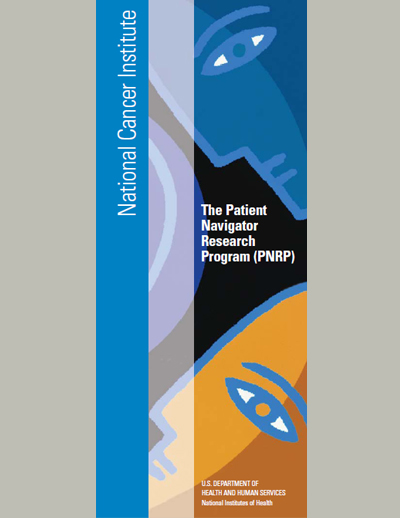 National Cancer Institute
The Patient
Navigator
Research
Program (PNRP)
U.S. DEPARTMENT OF
HEALTH AND HUMAN SERVICES
National Institutes of Health